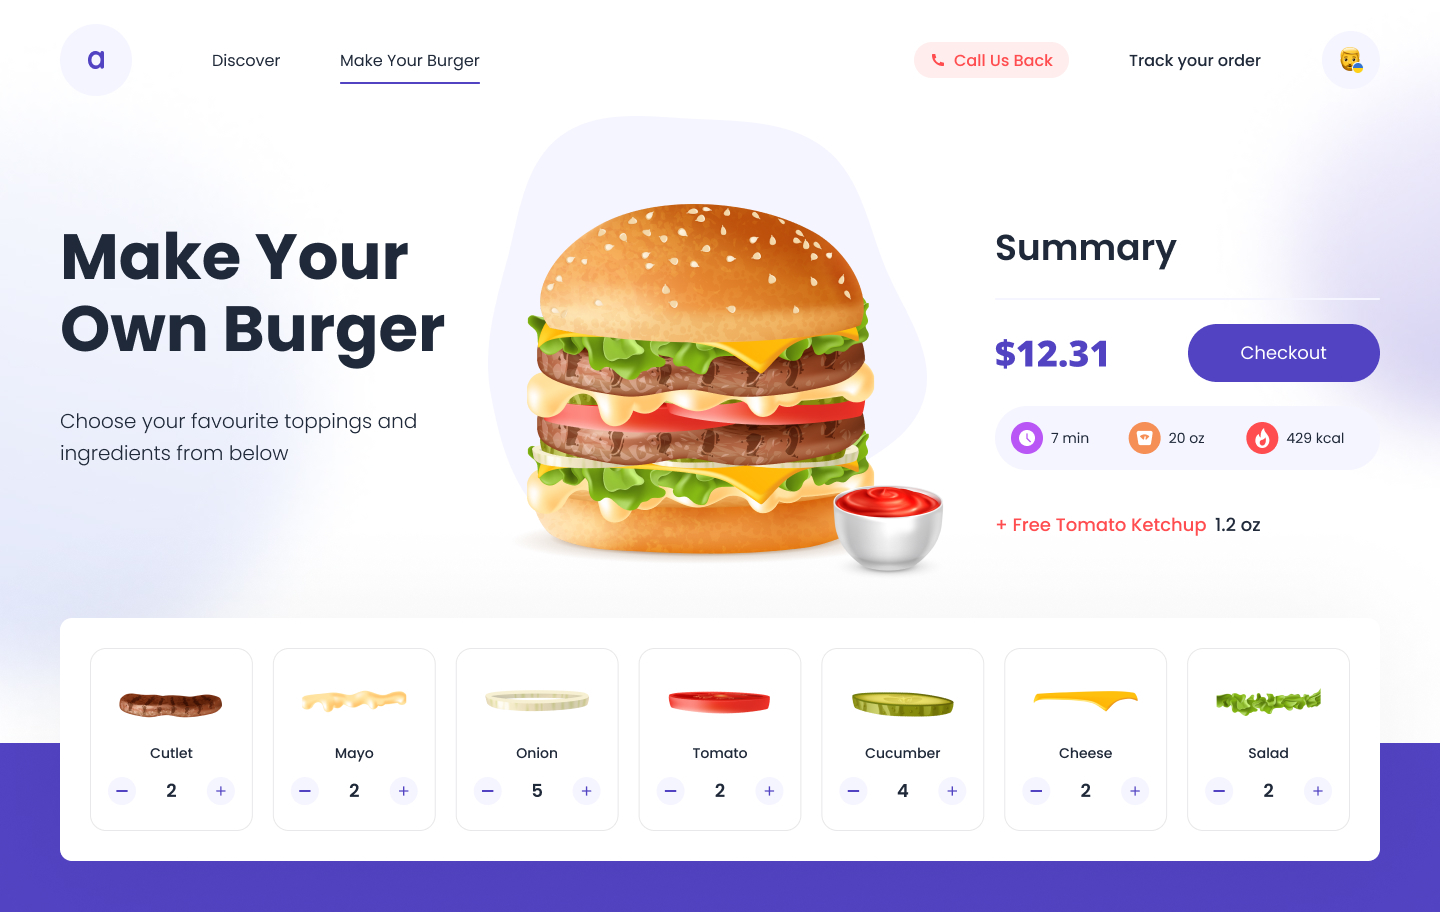 a
Discover
Make Your Burger
Call Us Back
Track your order
Make Your
Own Burger
Choose your favourite toppings and
ingredients from below
Summary
$12.31
Checkout
7 min
20 oz
429 kcal
+ Free Tomato Ketchup 1.2 oz
Cutlet
− 2 +
Mayo
− 2 +
Onion
− 5 +
Tomato
− 2 +
Cucumber
− 4 +
Cheese
− 2 +
Salad
− 2 +